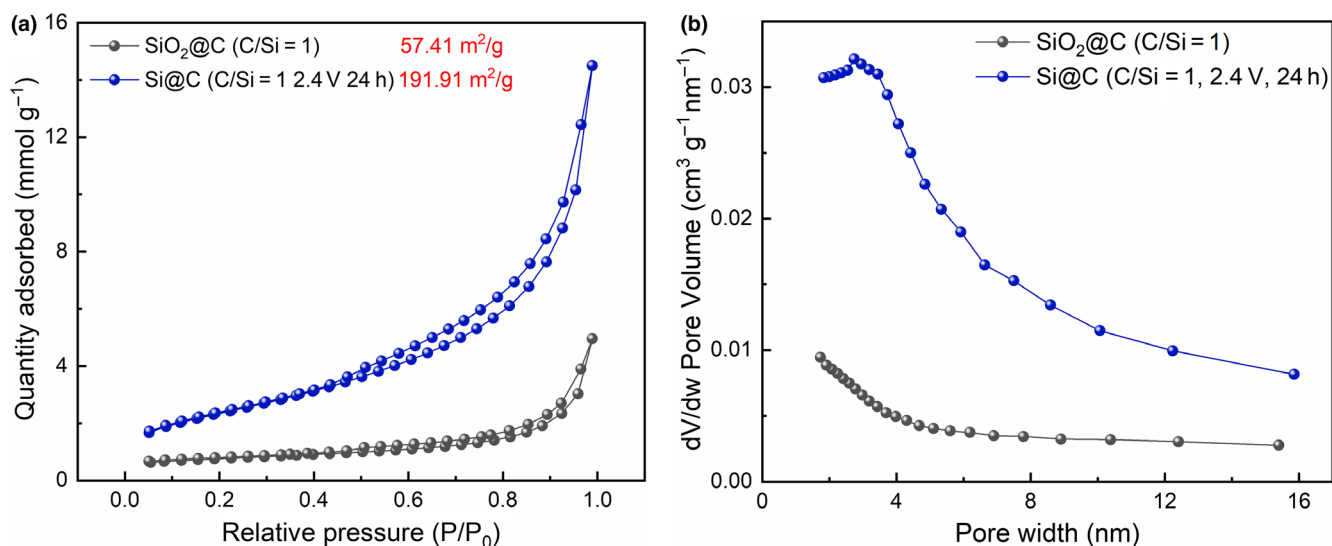 (a)
SiO₂@C (C/Si = 1) 57.41 m²/g
Si@C (C/Si = 1 2.4 V 24 h) 191.91 m²/g
Quantity adsorbed (mmol g⁻¹)
16
12
8
4
0
0.0 0.2 0.4 0.6 0.8 1.0
Relative pressure (P/P₀)
(b)
SiO₂@C (C/Si = 1)
Si@C (C/Si = 1, 2.4 V, 24 h)
dV/dw Pore Volume (cm³ g⁻¹ nm⁻¹)
0.03
0.02
0.01
0.00
0 4 8 12 16
Pore width (nm)